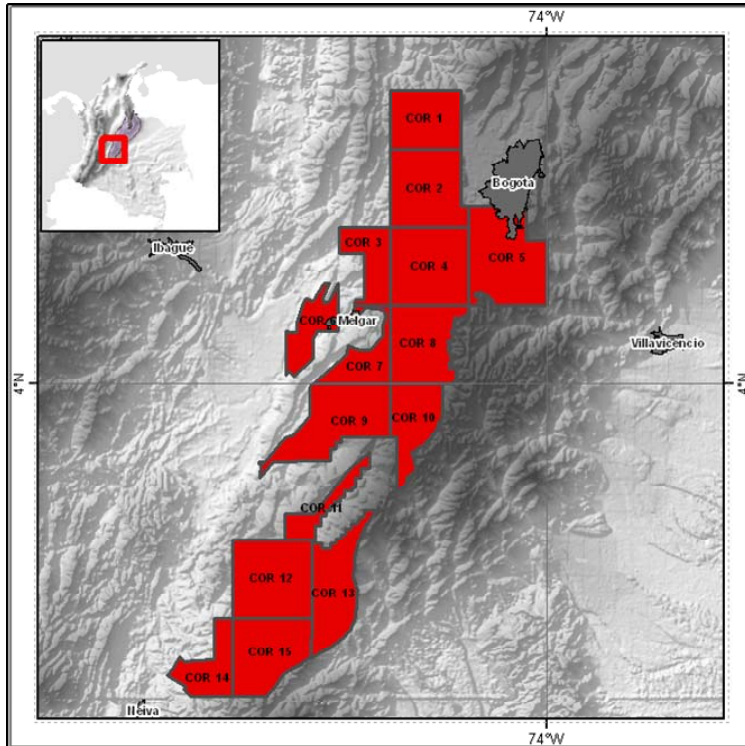 74°W
COR 1
COR 2
Bogotá
COR 3
Ibagué
COR 4
COR 5
COR 6
Melgar
COR 8
Villavicencio
COR 7
4°N
4°N
COR 9
COR 10
COR 11
COR 12
COR 13
COR 15
COR 14
Neiva
74°W